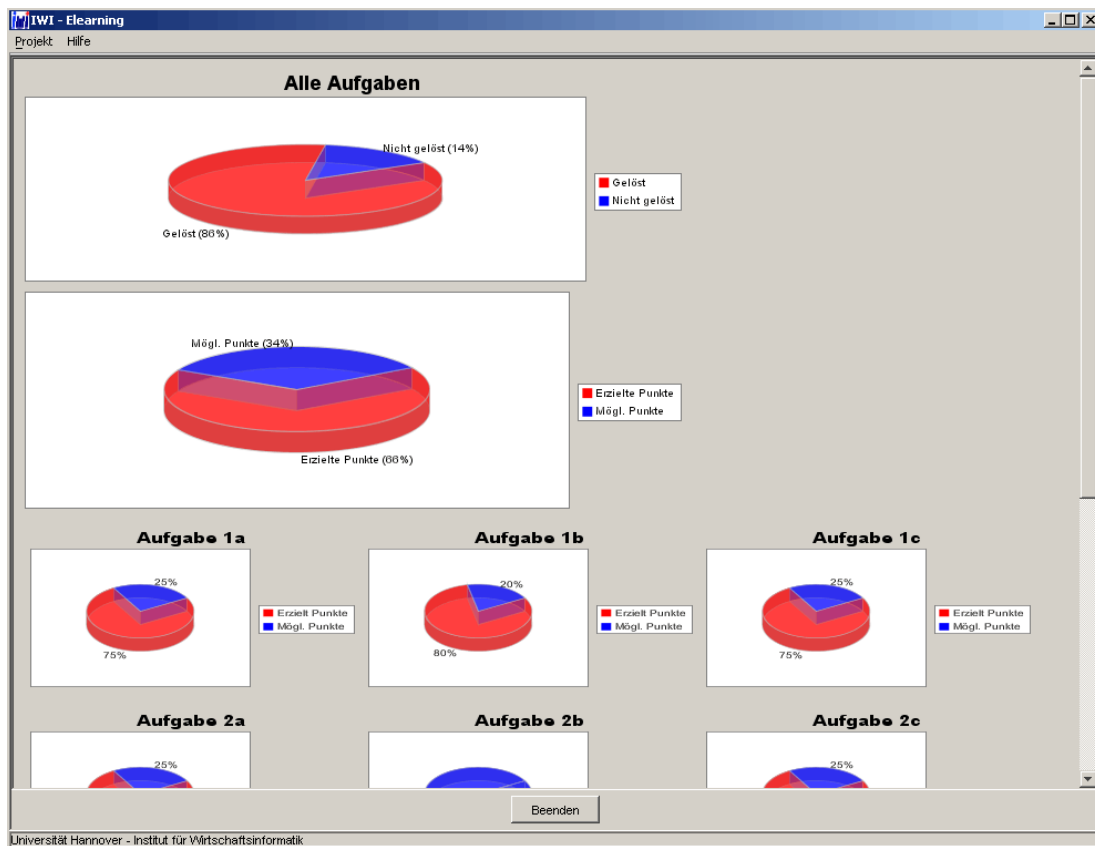 IWI - Elearning
Projekt Hilfe
Alle Aufgaben
Nicht gelöst (14%)
Gelöst (86%)
Gelöst
Nicht gelöst
Mögl. Punkte (34%)
Erzielte Punkte (66%)
Erzielte Punkte
Mögl. Punkte
Aufgabe 1a
25%
75%
Erzielt Punkte
Mögl. Punkte
Aufgabe 1b
20%
80%
Erzielt Punkte
Mögl. Punkte
Aufgabe 1c
25%
75%
Erzielt Punkte
Mögl. Punkte
Aufgabe 2a
25%
Aufgabe 2b
Aufgabe 2c
25%
Beenden
Universität Hannover - Institut für Wirtschaftsinformatik